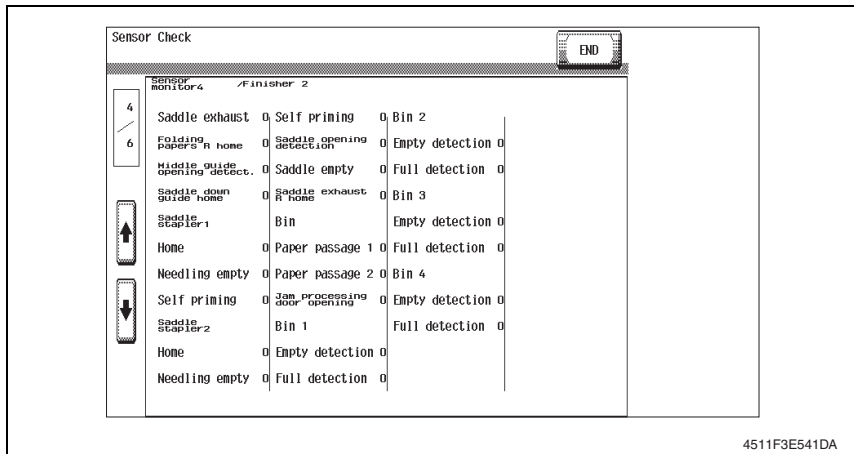 Sensor Check
END
Sensor monitor4 /Finisher 2
4
6
Saddle exhaust 0
Folding papers R home 0
Middle guide opening detect. 0
Saddle down guide home 0
Saddle stapler1
Home 0
Needling empty 0
Self priming 0
Saddle stapler2
Home 0
Needling empty 0
Self priming 0
Saddle opening detection 0
Saddle empty 0
Saddle exhaust R home 0
Bin
Paper passage 1 0
Paper passage 2 0
Jam processing door opening 0
Bin 1
Empty detection 0
Full detection 0
Bin 2
Empty detection 0
Full detection 0
Bin 3
Empty detection 0
Full detection 0
Bin 4
Empty detection 0
Full detection 0
4511F3E541DA